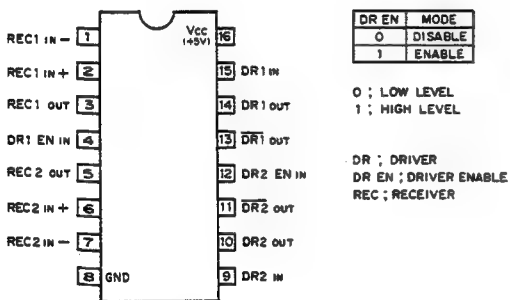 REC1 IN - 1
Vcc
(+5V)
16
REC1 IN + 2
15 DR1 IN
REC1 OUT 3
14 DR1 OUT
DR1 EN IN 4
13 DR1 OUT
REC2 OUT 5
12 DR2 EN IN
REC2 IN + 6
11 DR2 OUT
REC2 IN - 7
10 DR2 OUT
8 GND
9 DR2 IN
DR EN MODE
0 DISABLE
1 ENABLE
0 ; LOW LEVEL
1 ; HIGH LEVEL
DR ; DRIVER
DR EN ; DRIVER ENABLE
REC ; RECEIVER